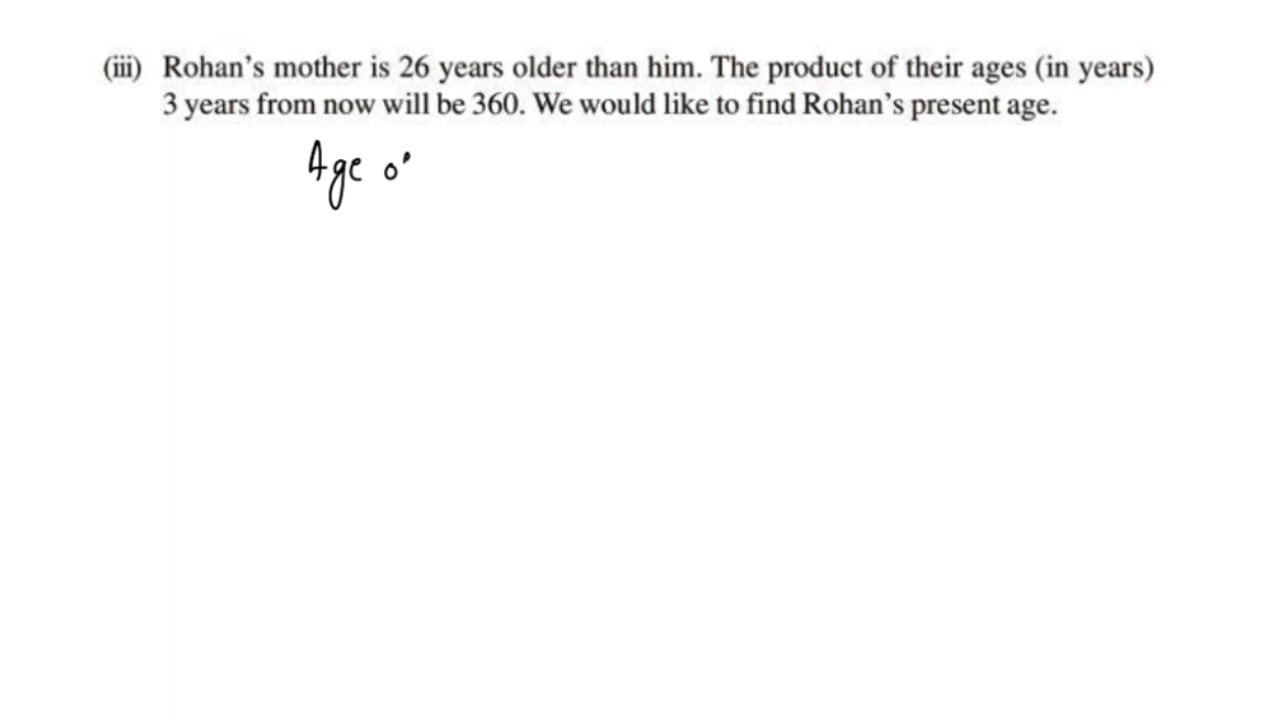 (iii) Rohan's mother is 26 years older than him. The product of their ages (in years)
3 years from now will be 360. We would like to find Rohan's present age.
Age